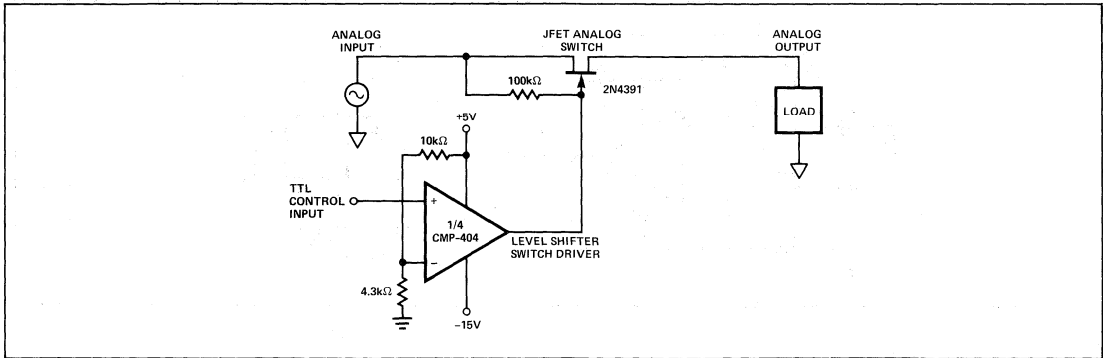 ANALOG
INPUT
JFET ANALOG
SWITCH
ANALOG
OUTPUT
100kΩ
2N4391
LOAD
+5V
10kΩ
TTL
CONTROL
INPUT
+
1/4
CMP-404
−
LEVEL SHIFTER
SWITCH DRIVER
4.3kΩ
−15V